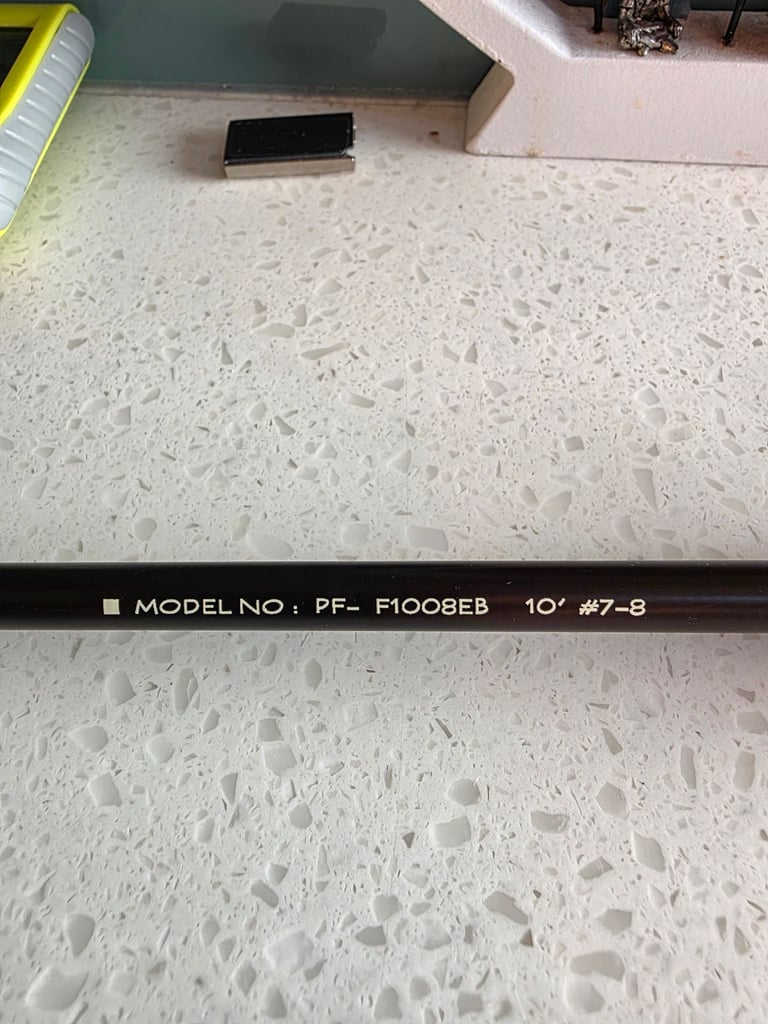 ■ MODEL NO : PF- F1008EB 10' #7-8